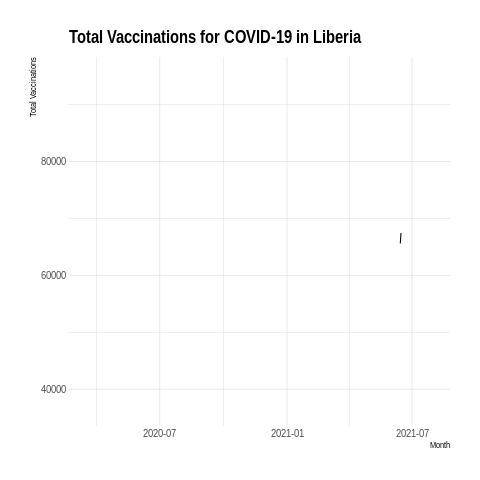 Total Vaccinations for COVID-19 in Liberia
Total Vaccinations
80000
60000
40000
2020-07
2021-01
2021-07
Month